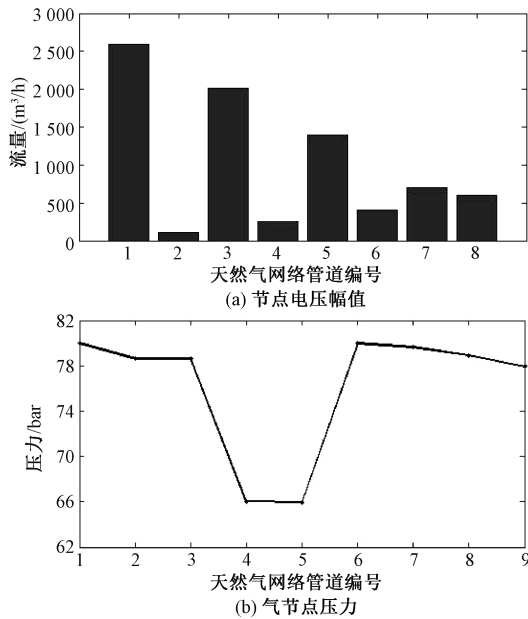 3 000
2 500
2 000
1 500
1 000
500
0
流量/(m³/h)
1 2 3 4 5 6 7 8
天然气网络管道编号
(a) 节点电压幅值
82
78
74
70
66
62
压力/bar
1 2 3 4 5 6 7 8 9
天然气网络管道编号
(b) 气节点压力